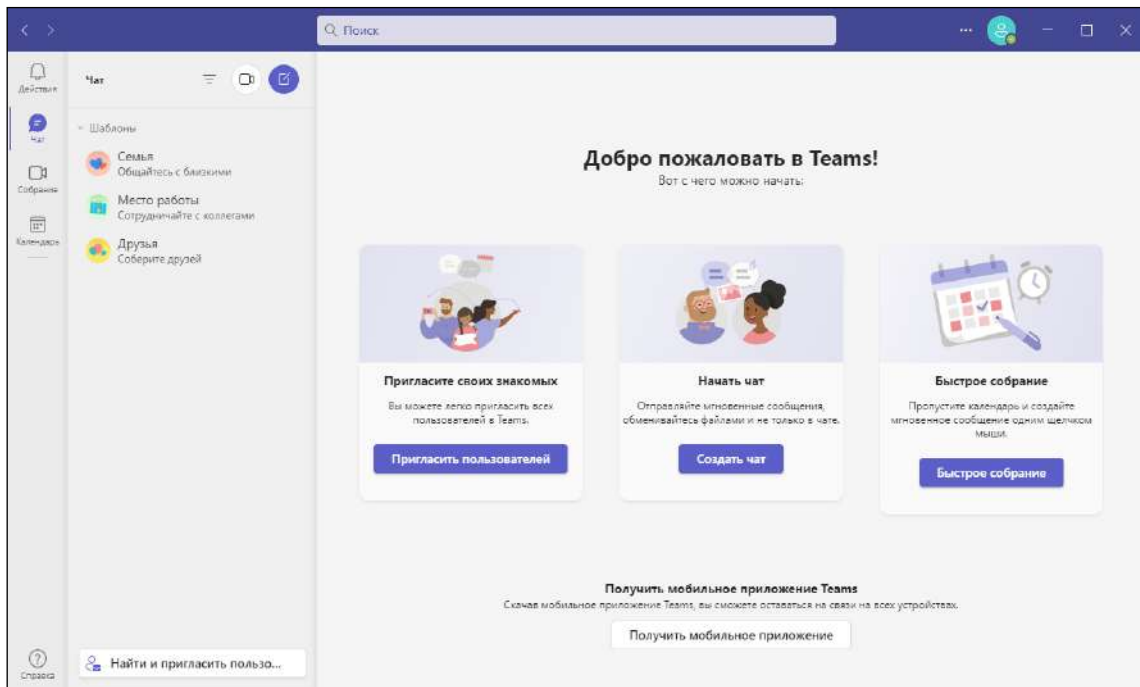 Поиск
Действия
Чат
Собрание
Календарь
Справка
Чат
Шаблоны
Семья
Общайтесь с близкими
Место работы
Сотрудничайте с коллегами
Друзья
Соберите друзей
Найти и пригласить пользо...
Добро пожаловать в Teams!
Вот с чего можно начать:
Пригласите своих знакомых
Вы можете легко пригласить всех
пользователей в Teams.
Пригласить пользователей
Начать чат
Отправляйте мгновенные сообщения,
обменивайтесь файлами и не только в чате.
Создать чат
Быстрое собрание
Пропустите календарь и создайте
мгновенное сообщение одним щелчком
мыши.
Быстрое собрание
Получить мобильное приложение Teams
Скачав мобильное приложение Teams, вы сможете оставаться на связи на всех устройствах.
Получить мобильное приложение